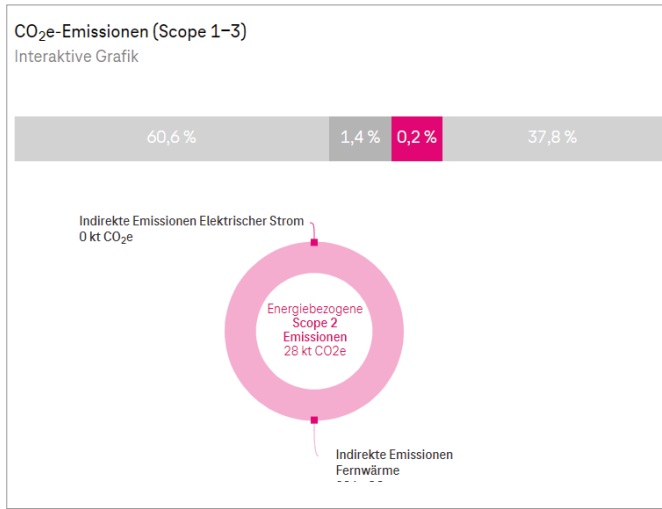 CO₂e-Emissionen (Scope 1–3)
Interaktive Grafik
60,6 % 1,4 % 0,2 % 37,8 %
Indirekte Emissionen Elektrischer Strom
0 kt CO₂e
Energiebezogene
Scope 2
Emissionen
28 kt CO2e
Indirekte Emissionen
Fernwärme